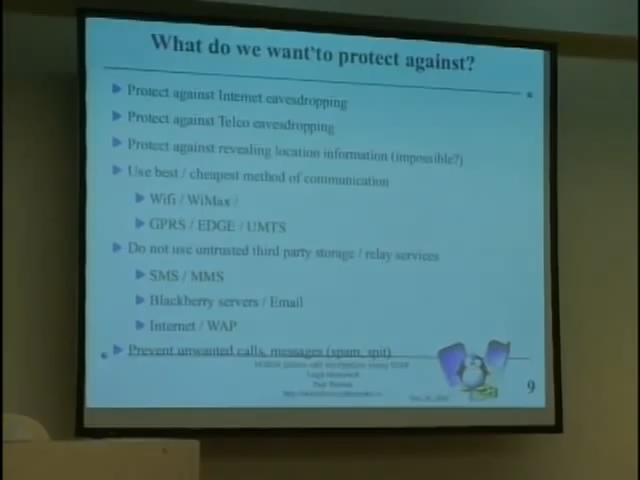 What do we want to protect against?
Protect against Internet eavesdropping
Protect against Telco eavesdropping
Protect against revealing location information (impossible?)
Use best / cheapest method of communication
Wifi / WiMax /
GPRS / EDGE / UMTS
Do not use untrusted third party storage / relay services
SMS / MMS
Blackberry servers / Email
Internet / WAP
Prevent unwanted calls, messages (spam, spit)
9